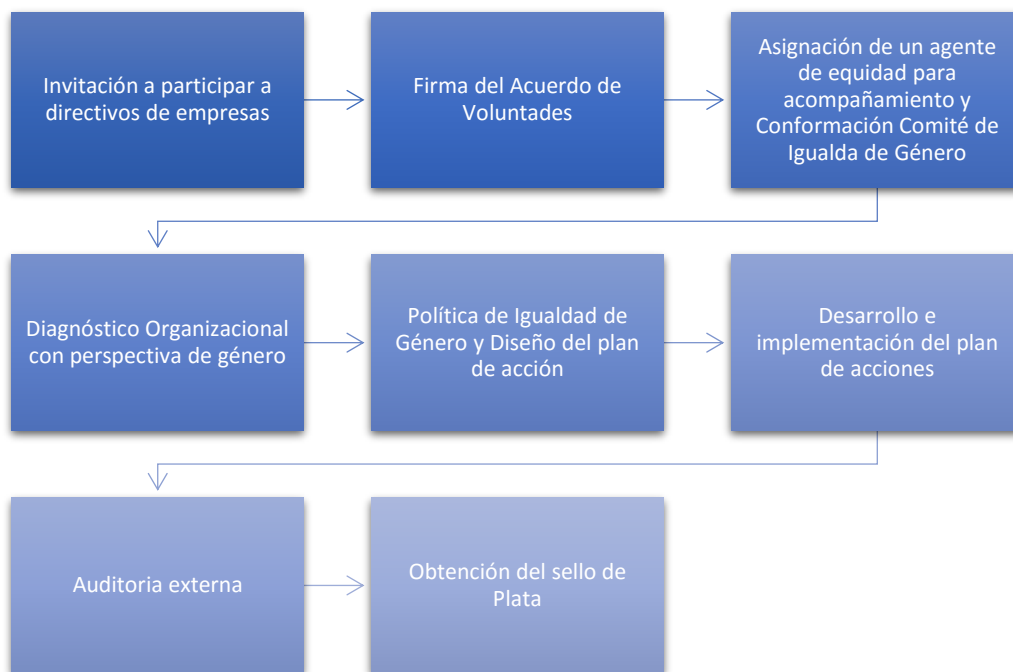 Invitación a participar a
directivos de empresas
Firma del Acuerdo de
Voluntades
Asignación de un agente
de equidad para
acompañamiento y
Conformación Comité de
Igualda de Género
Diagnóstico Organizacional
con perspectiva de género
Política de Igualdad de
Género y Diseño del plan
de acción
Desarrollo e
implementación del plan
de acciones
Auditoria externa
Obtención del sello de
Plata